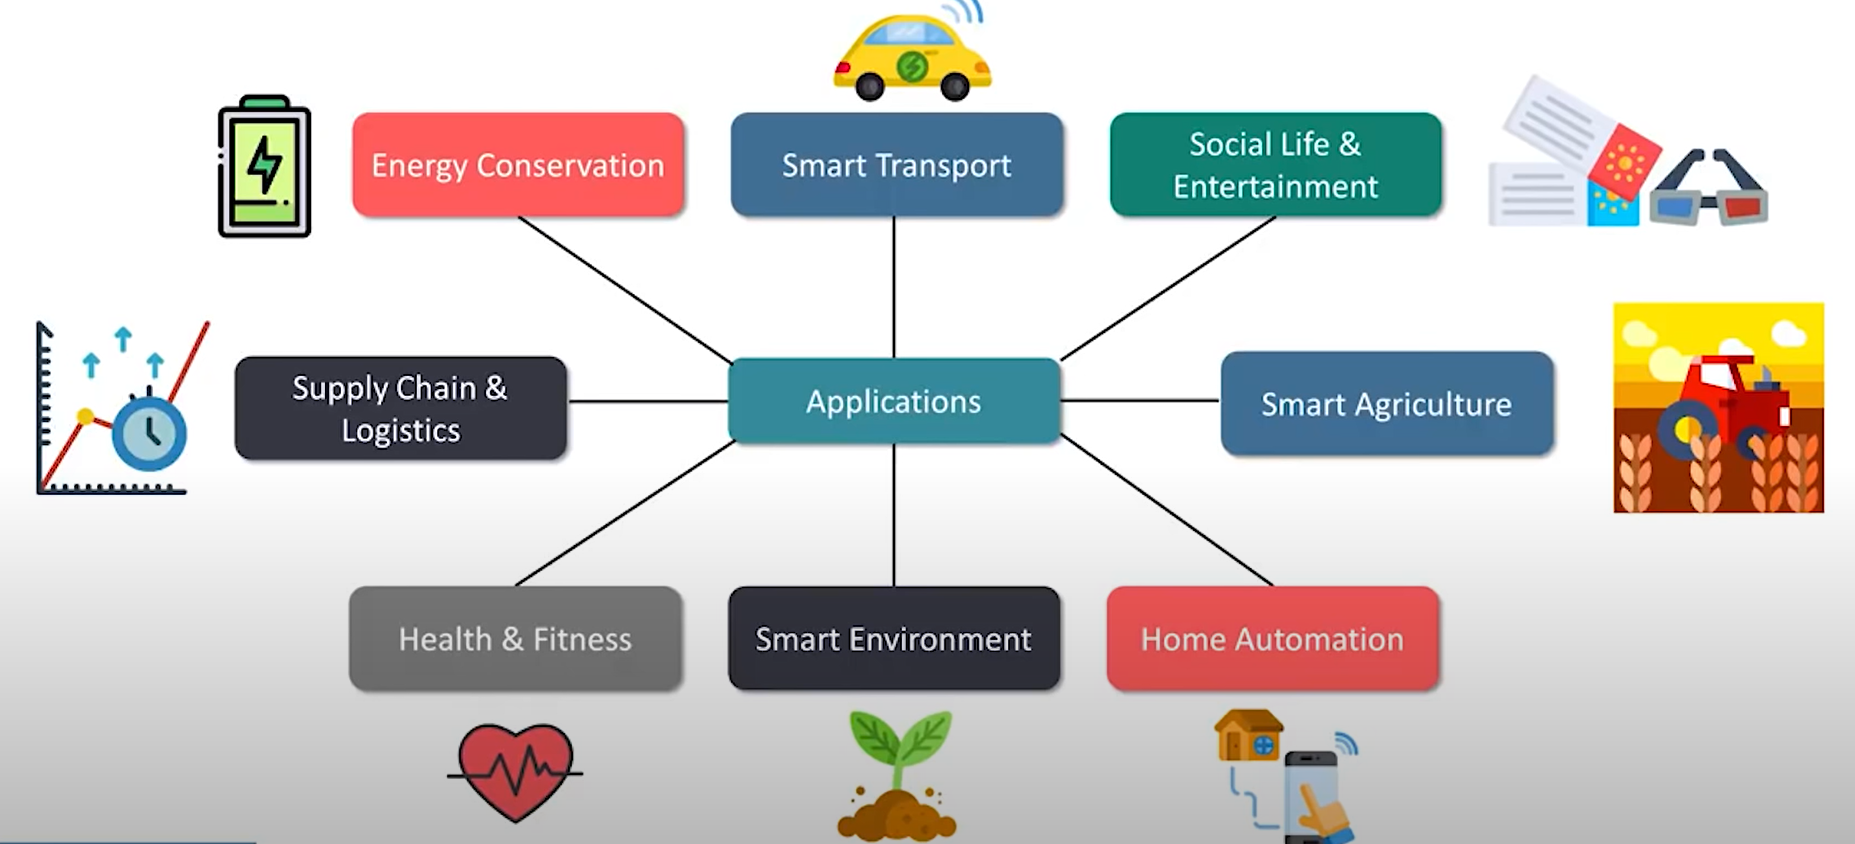 Energy Conservation
Smart Transport
Social Life &
Entertainment
Supply Chain &
Logistics
Applications
Smart Agriculture
Health & Fitness
Smart Environment
Home Automation